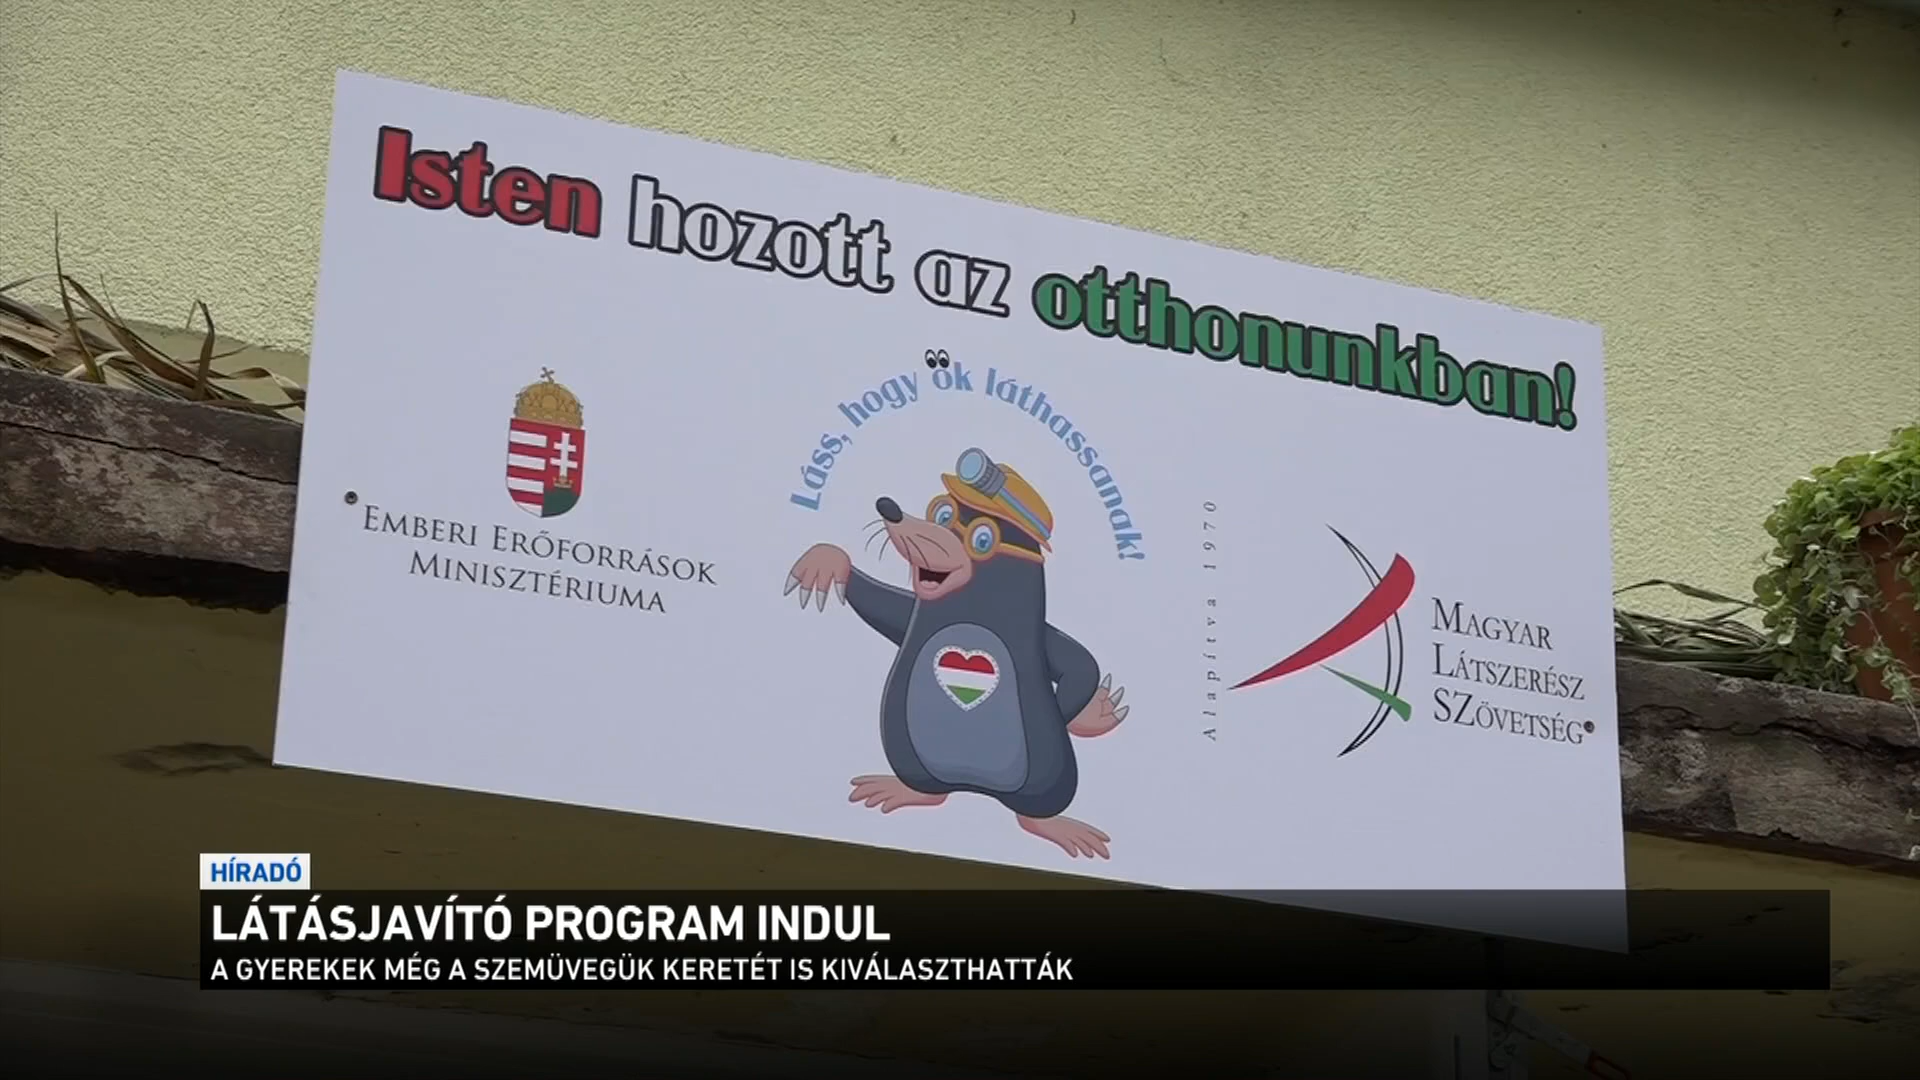 Isten hozott az otthonunkban!
Láss, hogy ők láthassanak!
EMBERI ERŐFORRÁSOK
MINISZTÉRIUMA
Alapítva 1970
MAGYAR
LÁTSZERÉSZ
SZÖVETSÉG
HÍRADÓ
LÁTÁSJAVÍTÓ PROGRAM INDUL
A GYEREKEK MÉG A SZEMÜVEGÜK KERETÉT IS KIVÁLASZTHATTÁK